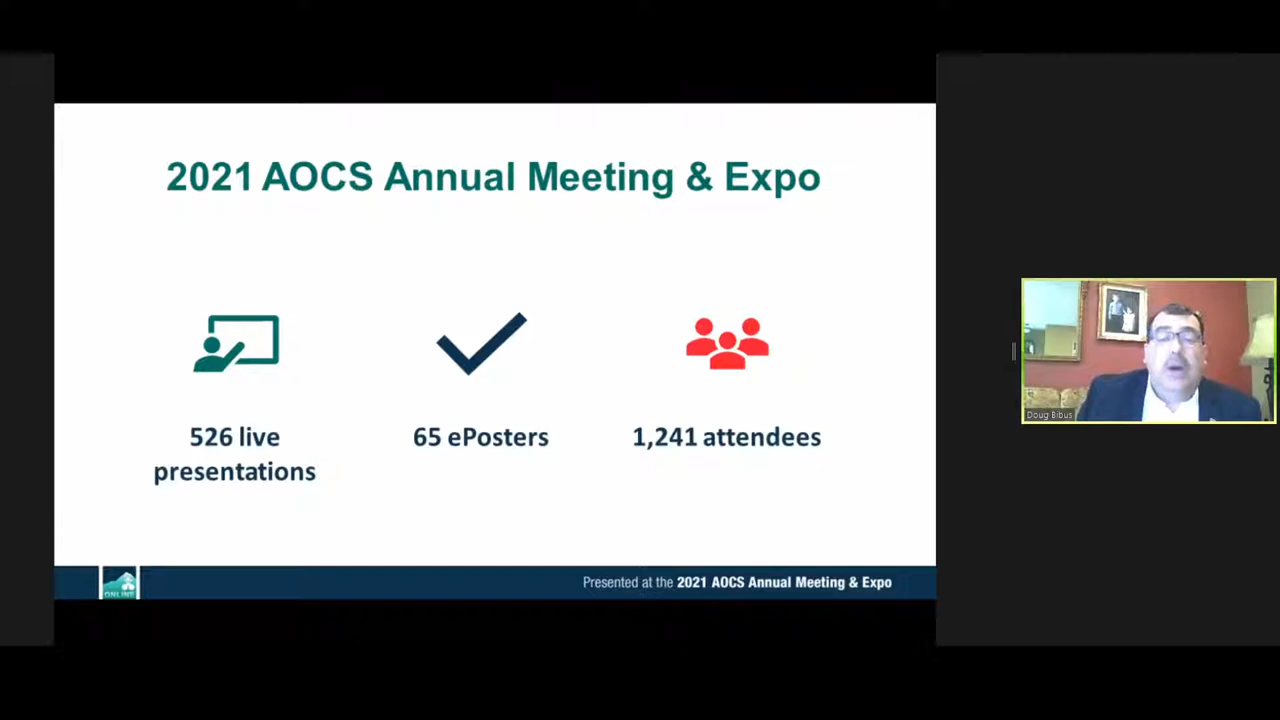 2021 AOCS Annual Meeting & Expo
526 live
presentations
65 ePosters
1,241 attendees
ONLINE
Presented at the 2021 AOCS Annual Meeting & Expo
Doug Bibus